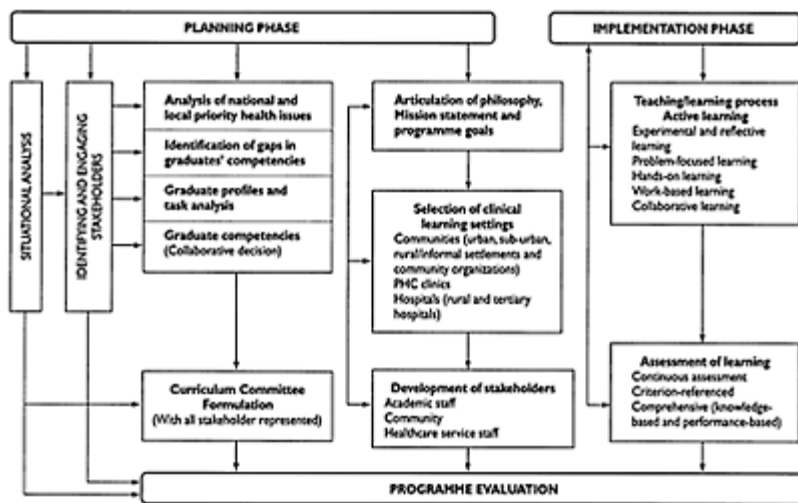 PLANNING PHASE
IMPLEMENTATION PHASE
SITUATIONAL ANALYSIS
IDENTIFYING AND ENGAGING
STAKEHOLDERS
Analysis of national and
local priority health issues
Identification of gaps in
graduates' competencies
Graduate profiles and
task analysis
Graduate competencies
(Collaborative decision)
Curriculum Committee
Formulation
(With all stakeholder represented)
Articulation of philosophy,
Mission statement and
programme goals
Selection of clinical
learning settings
Communities (urban, sub-urban,
rural/informal settlements and
community organizations)
PHC clinics
Hospitals (rural and tertiary
hospitals)
Development of stakeholders
Academic staff
Community
Healthcare service staff
Teaching/learning process
Active learning
Experimental and reflective
learning
Problem-focused learning
Hands-on learning
Work-based learning
Collaborative learning
Assessment of learning
Continuous assessment
Criterion-referenced
Comprehensive (knowledge-
based and performance-based)
PROGRAMME EVALUATION